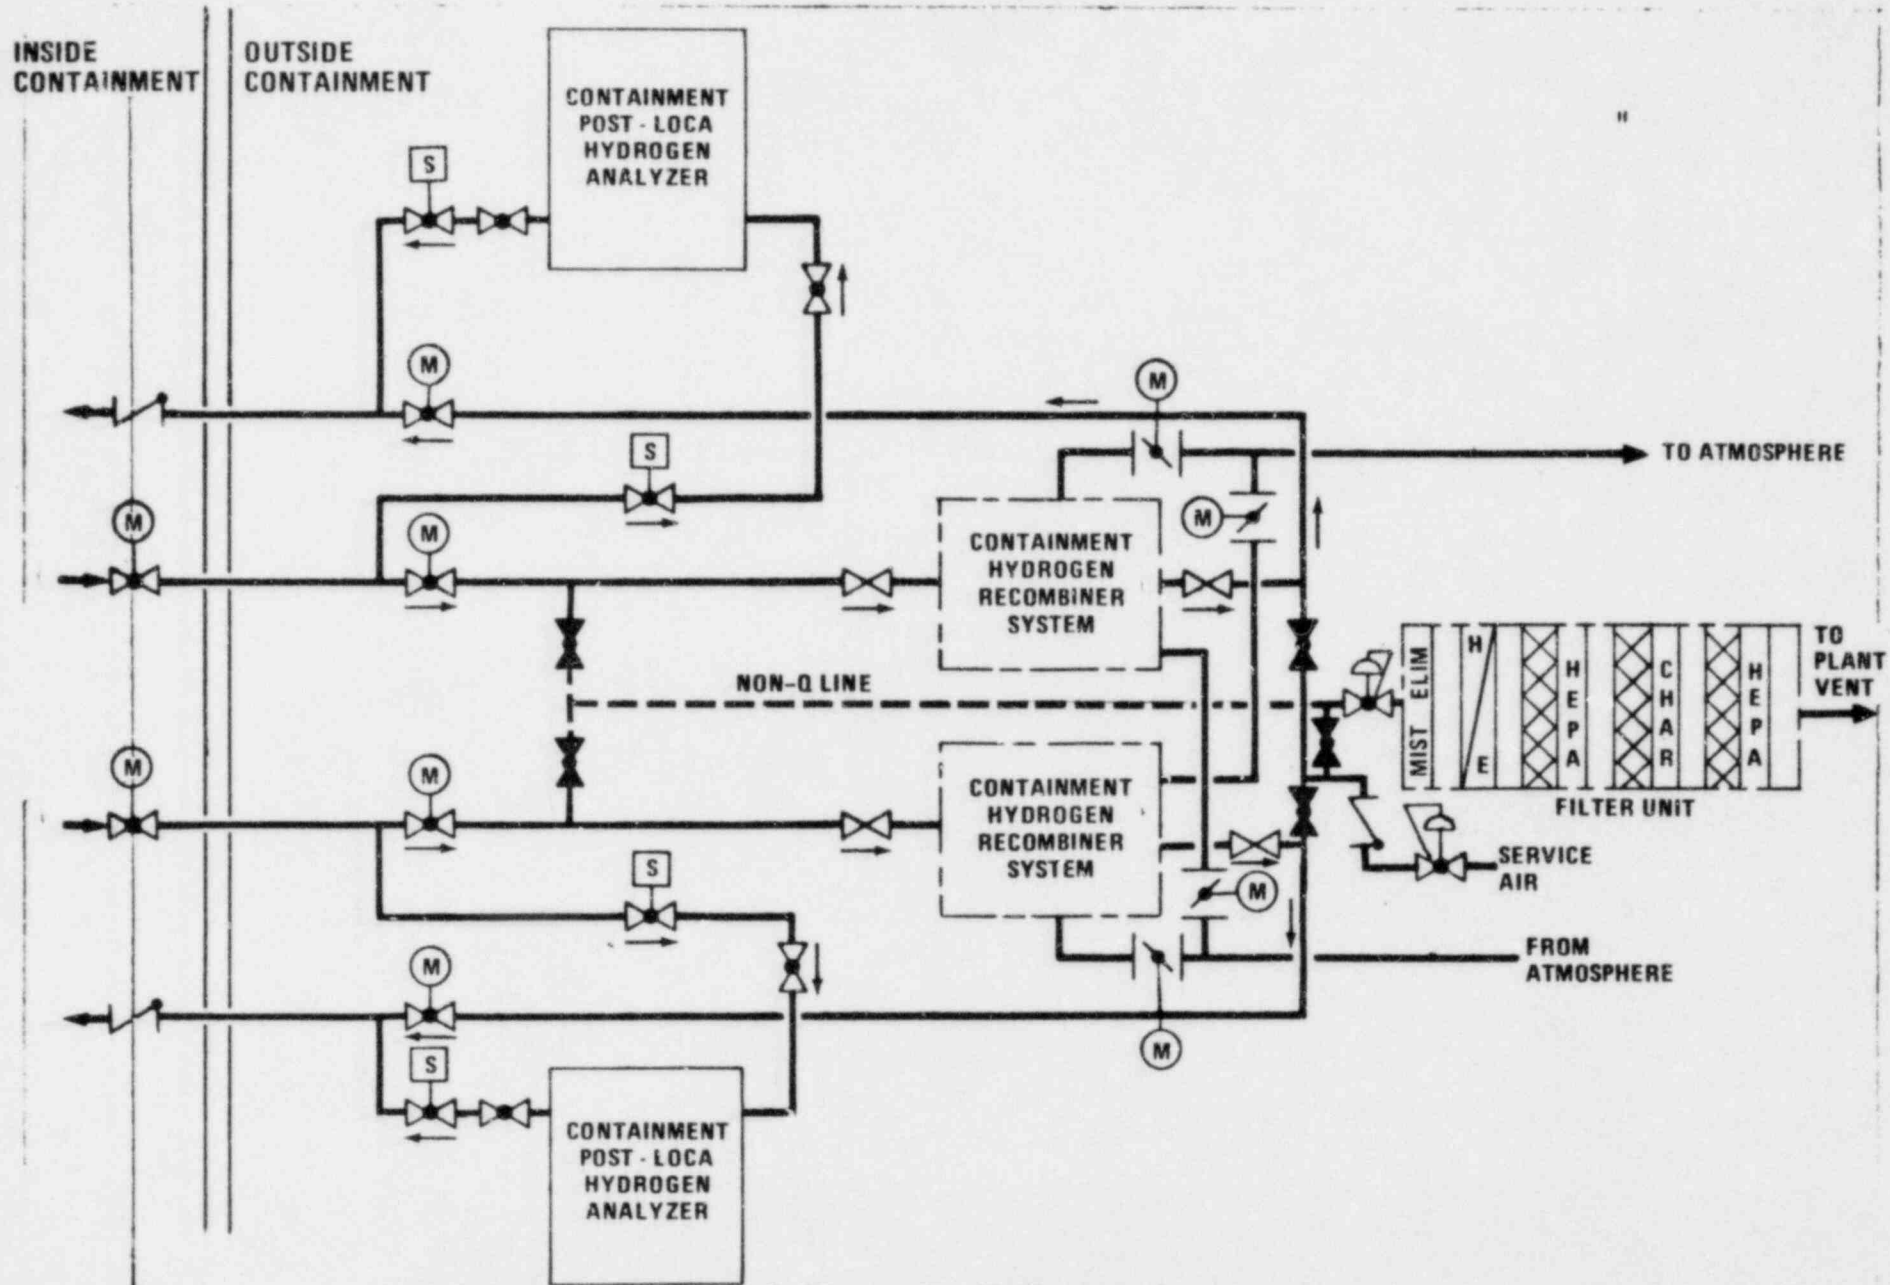 INSIDE
CONTAINMENT
OUTSIDE
CONTAINMENT
CONTAINMENT
POST - LOCA
HYDROGEN
ANALYZER
S
M
M
S
TO ATMOSPHERE
M
M
M
CONTAINMENT
HYDROGEN
RECOMBINER
SYSTEM
NON-Q LINE
MIST ELIM
H
E
HEPA
CHAR
HEPA
TO
PLANT
VENT
FILTER UNIT
M
M
CONTAINMENT
HYDROGEN
RECOMBINER
SYSTEM
SERVICE
AIR
S
M
FROM
ATMOSPHERE
M
M
S
CONTAINMENT
POST - LOCA
HYDROGEN
ANALYZER